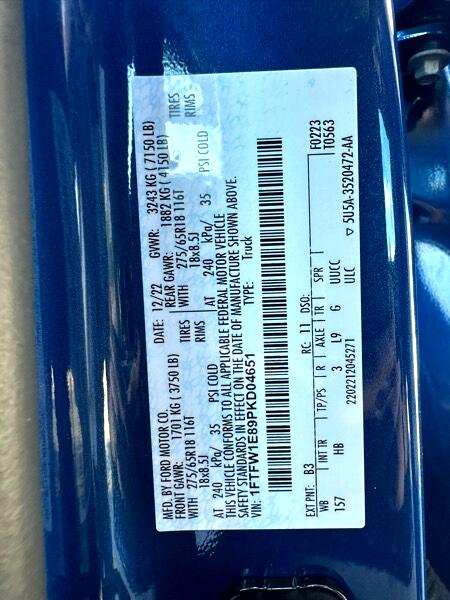 MFD. BY FORD MOTOR CO.
DATE: 12/22 GVWR: 3243 KG (7150 LB)
FRONT GAWR: 1701 KG (3750 LB) REAR GAWR: 1882 KG (4150 LB)
WITH 275/65R18 116T TIRES WITH 275/65R18 116T TIRES
18x8.5J RIMS 18x8.5J RIMS
AT 240 kPa/ 35 PSI COLD AT 240 kPa/ 35 PSI COLD
THIS VEHICLE CONFORMS TO ALL APPLICABLE FEDERAL MOTOR VEHICLE
SAFETY STANDARDS IN EFFECT ON THE DATE OF MANUFACTURE SHOWN ABOVE.
VIN: 1FTFW1E89PKD04651 TYPE: Truck
F0223
T0563
EXT PNT: B3 RC: 11 DSO:
WB INT TR TP/PS R AXLE TR SPR
157 HB 3 L9 G UUCC
2202212045271 ULC
▽ 5U5A-3520472-AA